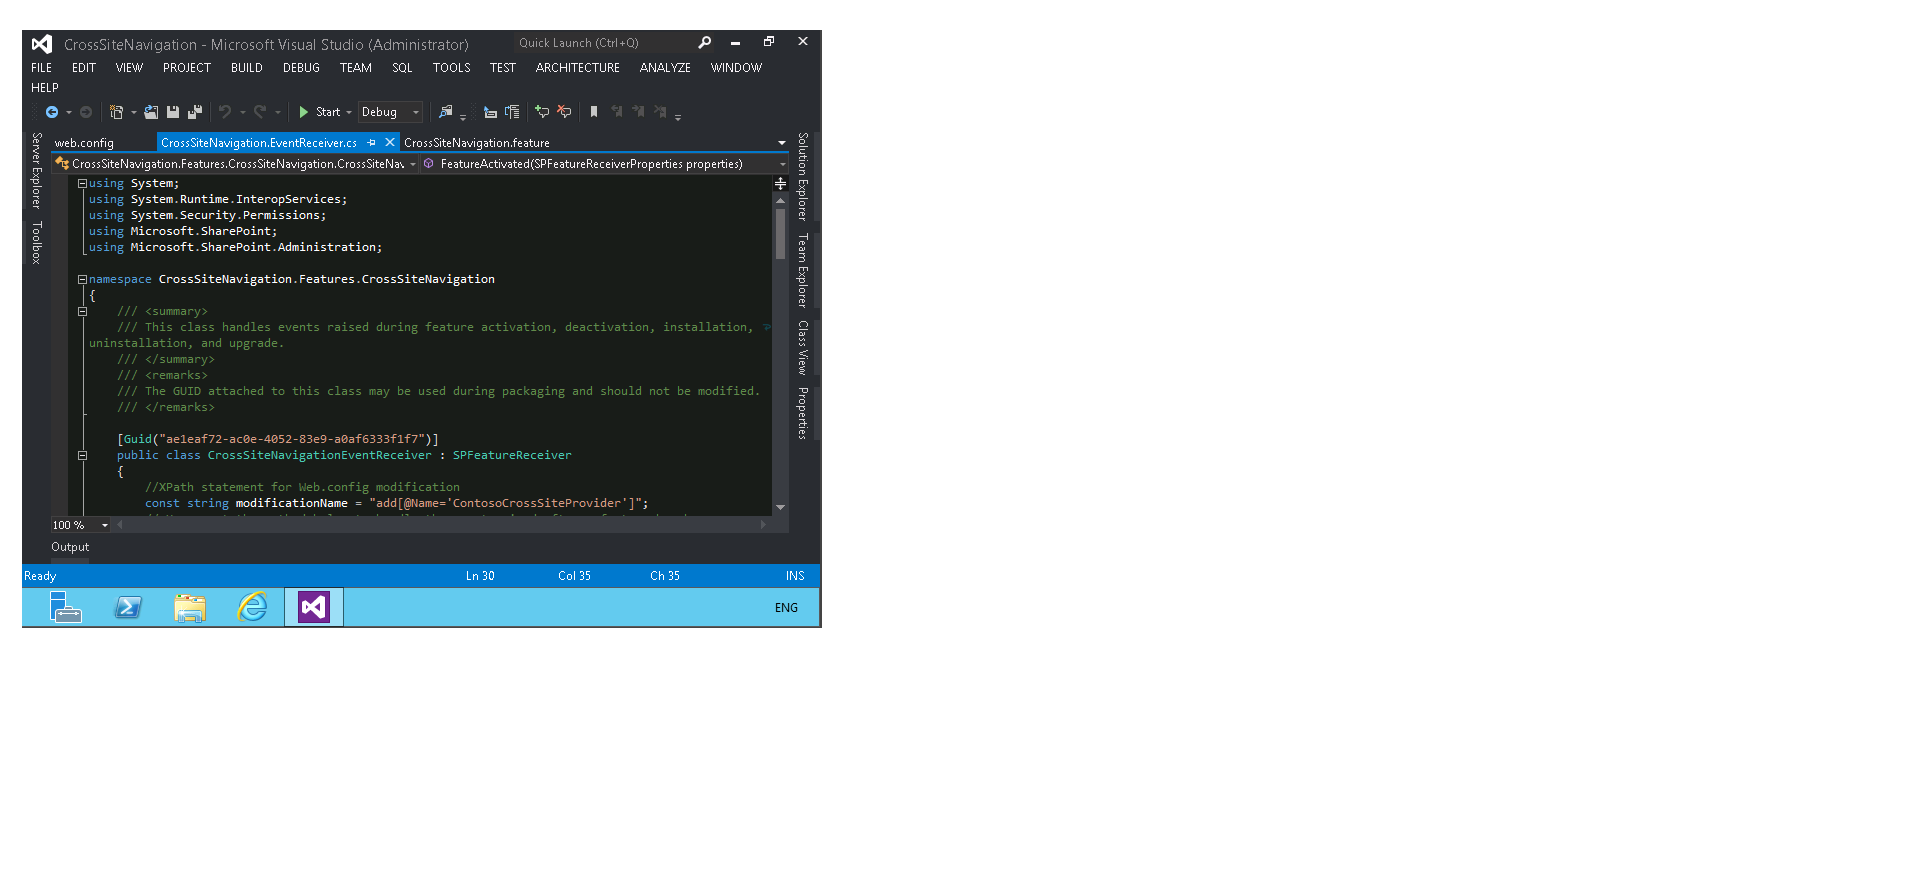 CrossSiteNavigation - Microsoft Visual Studio (Administrator)
Quick Launch (Ctrl+Q)
FILE EDIT VIEW PROJECT BUILD DEBUG TEAM SQL TOOLS TEST ARCHITECTURE ANALYZE WINDOW
HELP
Start Debug
Server Explorer
Toolbox
web.config CrossSiteNavigation.EventReceiver.cs CrossSiteNavigation.feature
CrossSiteNavigation.Features.CrossSiteNavigation.CrossSiteNav FeatureActivated(SPFeatureReceiverProperties properties)
using System;
using System.Runtime.InteropServices;
using System.Security.Permissions;
using Microsoft.SharePoint;
using Microsoft.SharePoint.Administration;
namespace CrossSiteNavigation.Features.CrossSiteNavigation
{
/// <summary>
/// This class handles events raised during feature activation, deactivation, installation,
uninstallation, and upgrade.
/// </summary>
/// <remarks>
/// The GUID attached to this class may be used during packaging and should not be modified.
/// </remarks>
[Guid("ae1eaf72-ac0e-4052-83e9-a0af6333f1f7")]
public class CrossSiteNavigationEventReceiver : SPFeatureReceiver
{
//XPath statement for Web.config modification
const string modificationName = "add[@Name='ContosoCrossSiteProvider']";
Solution Explorer
Team Explorer
Class View
Properties
100 %
Output
Ready Ln 30 Col 35 Ch 35 INS
ENG